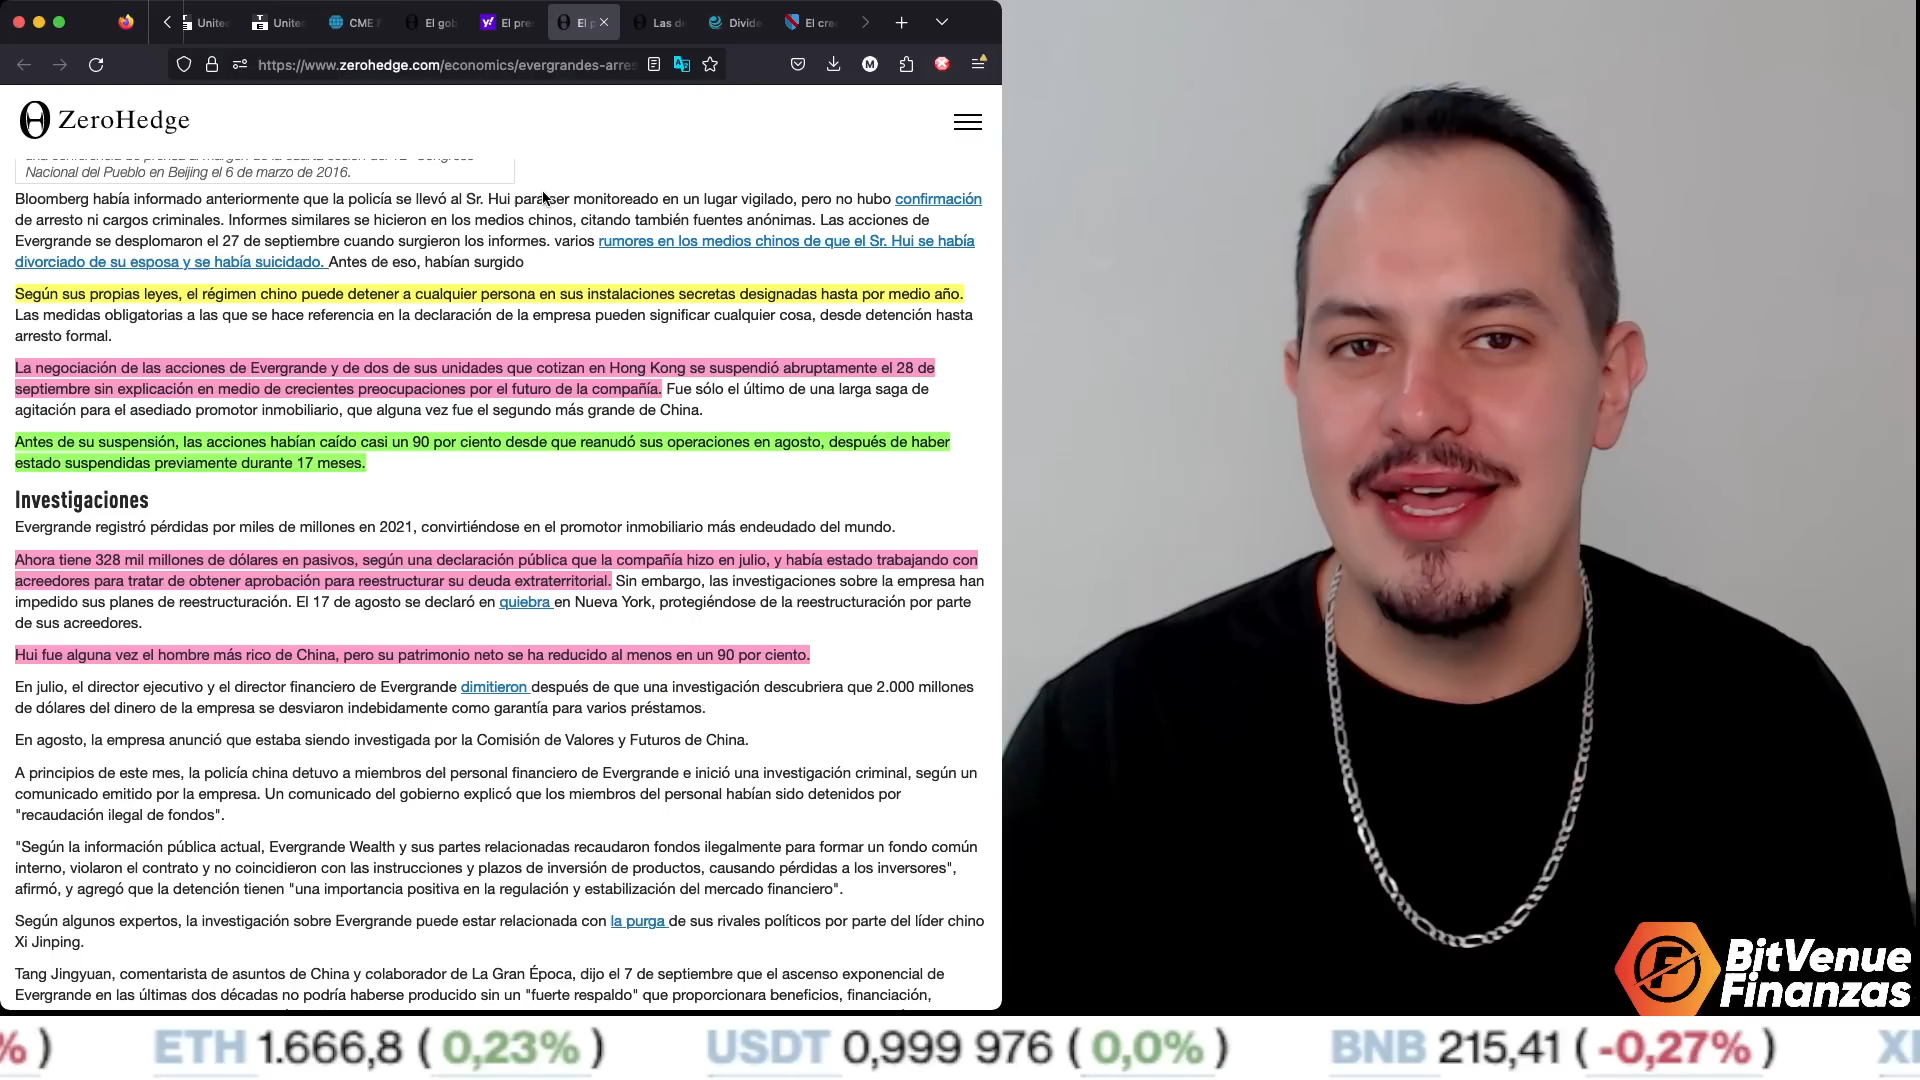 United
United
CME F
El gob
El pre
El p
Las de
Divide
El cre
https://www.zerohedge.com/economics/evergrandes-arres
M
ZeroHedge
Nacional del Pueblo en Beijing el 6 de marzo de 2016.
Bloomberg había informado anteriormente que la policía se llevó al Sr. Hui para ser monitoreado en un lugar vigilado, pero no hubo confirmación
de arresto ni cargos criminales. Informes similares se hicieron en los medios chinos, citando también fuentes anónimas. Las acciones de
Evergrande se desplomaron el 27 de septiembre cuando surgieron los informes. varios rumores en los medios chinos de que el Sr. Hui se había
divorciado de su esposa y se había suicidado. Antes de eso, habían surgido
Según sus propias leyes, el régimen chino puede detener a cualquier persona en sus instalaciones secretas designadas hasta por medio año.
Las medidas obligatorias a las que se hace referencia en la declaración de la empresa pueden significar cualquier cosa, desde detención hasta
arresto formal.
La negociación de las acciones de Evergrande y de dos de sus unidades que cotizan en Hong Kong se suspendió abruptamente el 28 de
septiembre sin explicación en medio de crecientes preocupaciones por el futuro de la compañía. Fue sólo el último de una larga saga de
agitación para el asediado promotor inmobiliario, que alguna vez fue el segundo más grande de China.
Antes de su suspensión, las acciones habían caído casi un 90 por ciento desde que reanudó sus operaciones en agosto, después de haber
estado suspendidas previamente durante 17 meses.
Investigaciones
Evergrande registró pérdidas por miles de millones en 2021, convirtiéndose en el promotor inmobiliario más endeudado del mundo.
Ahora tiene 328 mil millones de dólares en pasivos, según una declaración pública que la compañía hizo en julio, y había estado trabajando con
acreedores para tratar de obtener aprobación para reestructurar su deuda extraterritorial. Sin embargo, las investigaciones sobre la empresa han
impedido sus planes de reestructuración. El 17 de agosto se declaró en quiebra en Nueva York, protegiéndose de la reestructuración por parte
de sus acreedores.
Hui fue alguna vez el hombre más rico de China, pero su patrimonio neto se ha reducido al menos en un 90 por ciento.
En julio, el director ejecutivo y el director financiero de Evergrande dimitieron después de que una investigación descubriera que 2.000 millones
de dólares del dinero de la empresa se desviaron indebidamente como garantía para varios préstamos.
En agosto, la empresa anunció que estaba siendo investigada por la Comisión de Valores y Futuros de China.
A principios de este mes, la policía china detuvo a miembros del personal financiero de Evergrande e inició una investigación criminal, según un
comunicado emitido por la empresa. Un comunicado del gobierno explicó que los miembros del personal habían sido detenidos por
"recaudación ilegal de fondos".
"Según la información pública actual, Evergrande Wealth y sus partes relacionadas recaudaron fondos ilegalmente para formar un fondo común
interno, violaron el contrato y no coincidieron con las instrucciones y plazos de inversión de productos, causando pérdidas a los inversores",
afirmó, y agregó que la detención tienen "una importancia positiva en la regulación y estabilización del mercado financiero".
Según algunos expertos, la investigación sobre Evergrande puede estar relacionada con la purga de sus rivales políticos por parte del líder chino
Xi Jinping.
Tang Jingyuan, comentarista de asuntos de China y colaborador de La Gran Época, dijo el 7 de septiembre que el ascenso exponencial de
Evergrande en las últimas dos décadas no podría haberse producido sin un "fuerte respaldo" que proporcionara beneficios, financiación,
BitVenue
Finanzas
%) ETH 1.666,8 (0,23%) USDT 0,999 976 (0,0%) BNB 215,41 (-0,27%)